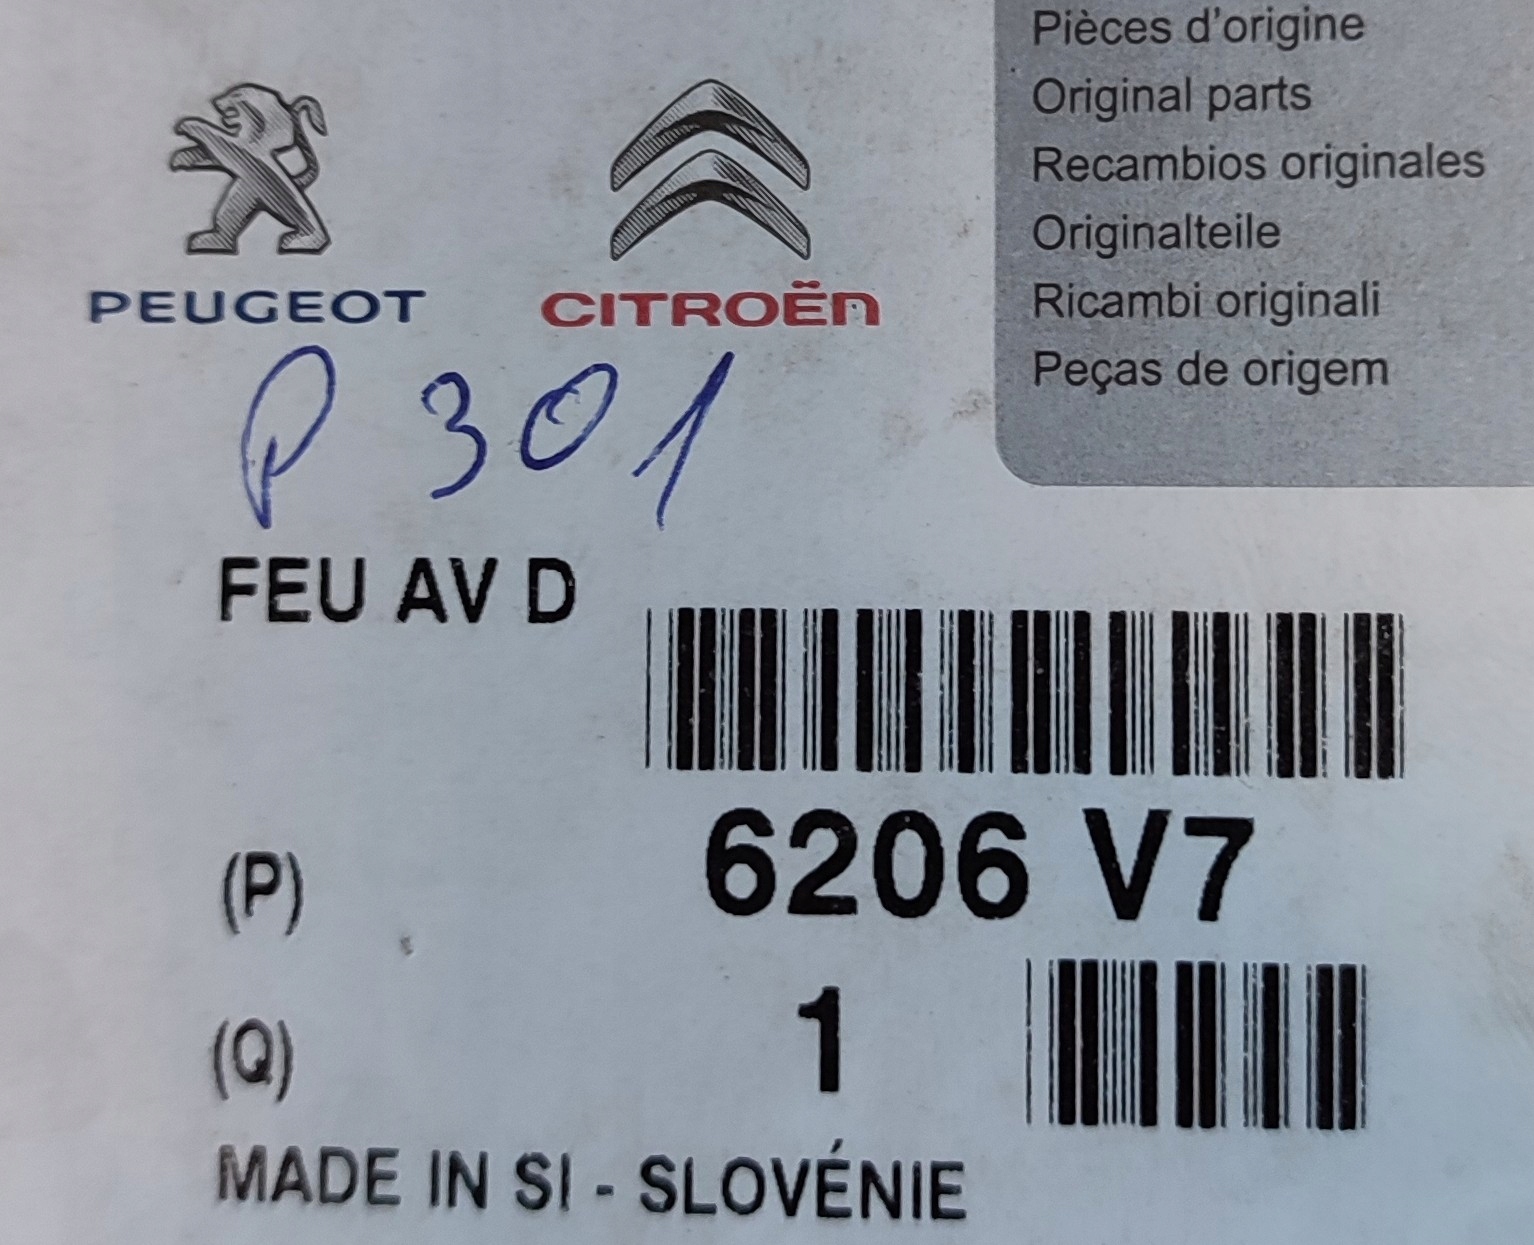 PEUGEOT
CITROËN
Pièces d'origine
Original parts
Recambios originales
Originalteile
Ricambi originali
Peças de origem
P 301
FEU AV D
(P) 6206 V7
(Q) 1
MADE IN SI - SLOVÉNIE